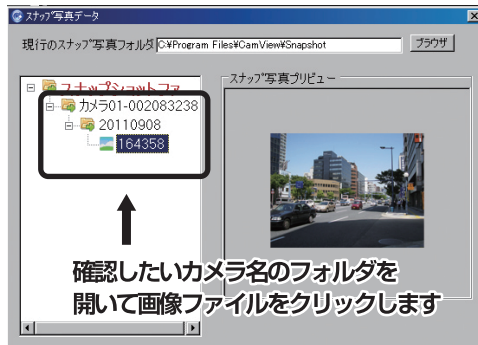 スナップ写真データ
現行のスナップ写真フォルダ C:¥Program Files¥CamView¥Snapshot ブラウザ
スナップショットファ
スナップ写真プレビュー
カメラ01-002083238
20110908
164358
確認したいカメラ名のフォルダを
開いて画像ファイルをクリックします